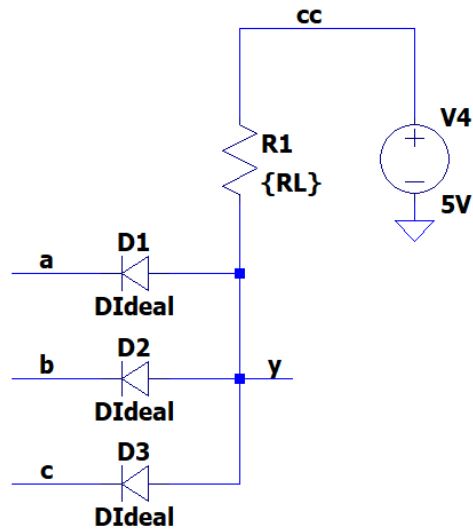 cc
V4
R1
{RL}
5V
D1
a
DIdeal
D2
b
y
DIdeal
D3
c
DIdeal